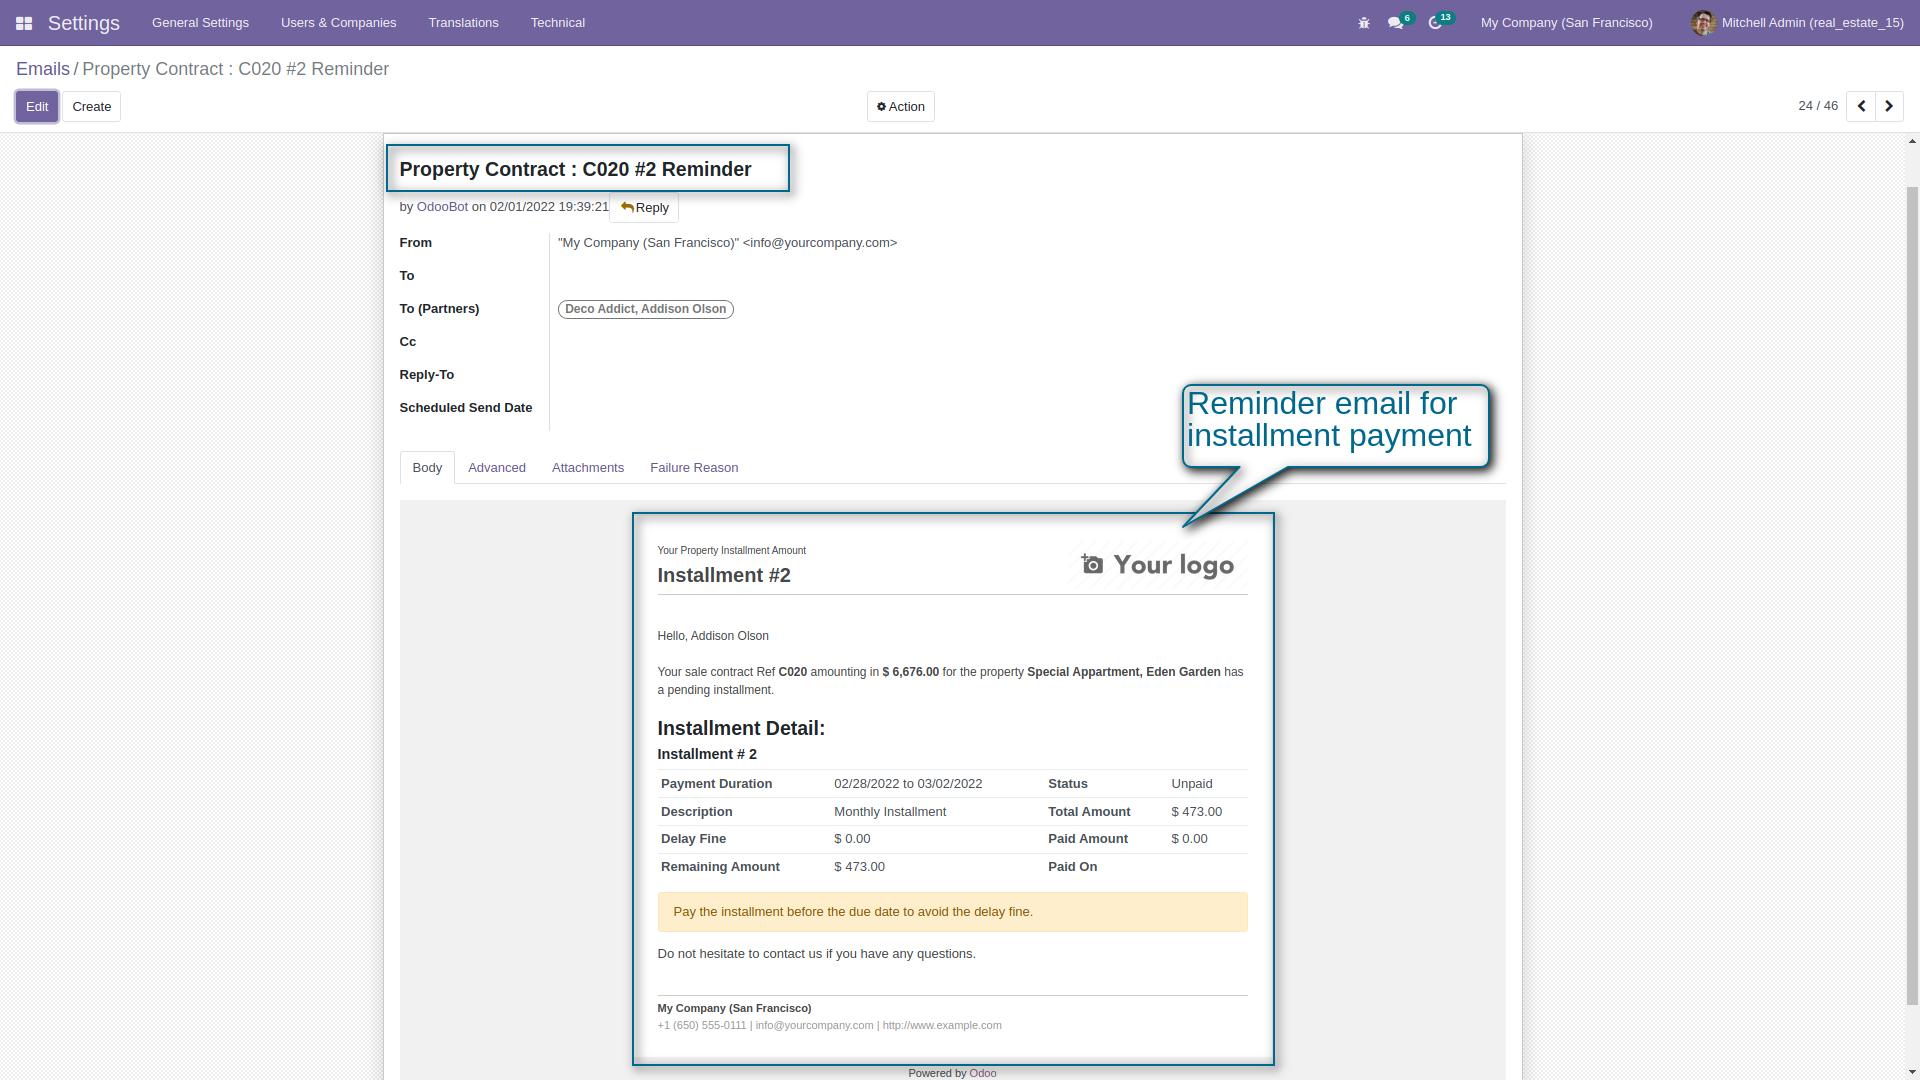 Settings
General Settings
Users & Companies
Translations
Technical
6
13
My Company (San Francisco)
Mitchell Admin (real_estate_15)
Emails / Property Contract : C020 #2 Reminder
Edit
Create
Action
24 / 46
Property Contract : C020 #2 Reminder
by OdooBot on 02/01/2022 19:39:21 Reply
From "My Company (San Francisco)" <info@yourcompany.com>
To
To (Partners) Deco Addict, Addison Olson
Cc
Reply-To
Scheduled Send Date
Reminder email for
installment payment
Body
Advanced
Attachments
Failure Reason
Your Property Installment Amount
Installment #2
Your logo
Hello, Addison Olson
Your sale contract Ref C020 amounting in $ 6,676.00 for the property Special Appartment, Eden Garden has
a pending installment.
Installment Detail:
Installment # 2
Payment Duration 02/28/2022 to 03/02/2022 Status Unpaid
Description Monthly Installment Total Amount $ 473.00
Delay Fine $ 0.00 Paid Amount $ 0.00
Remaining Amount $ 473.00 Paid On
Pay the installment before the due date to avoid the delay fine.
Do not hesitate to contact us if you have any questions.
My Company (San Francisco)
+1 (650) 555-0111 | info@yourcompany.com | http://www.example.com
Powered by Odoo